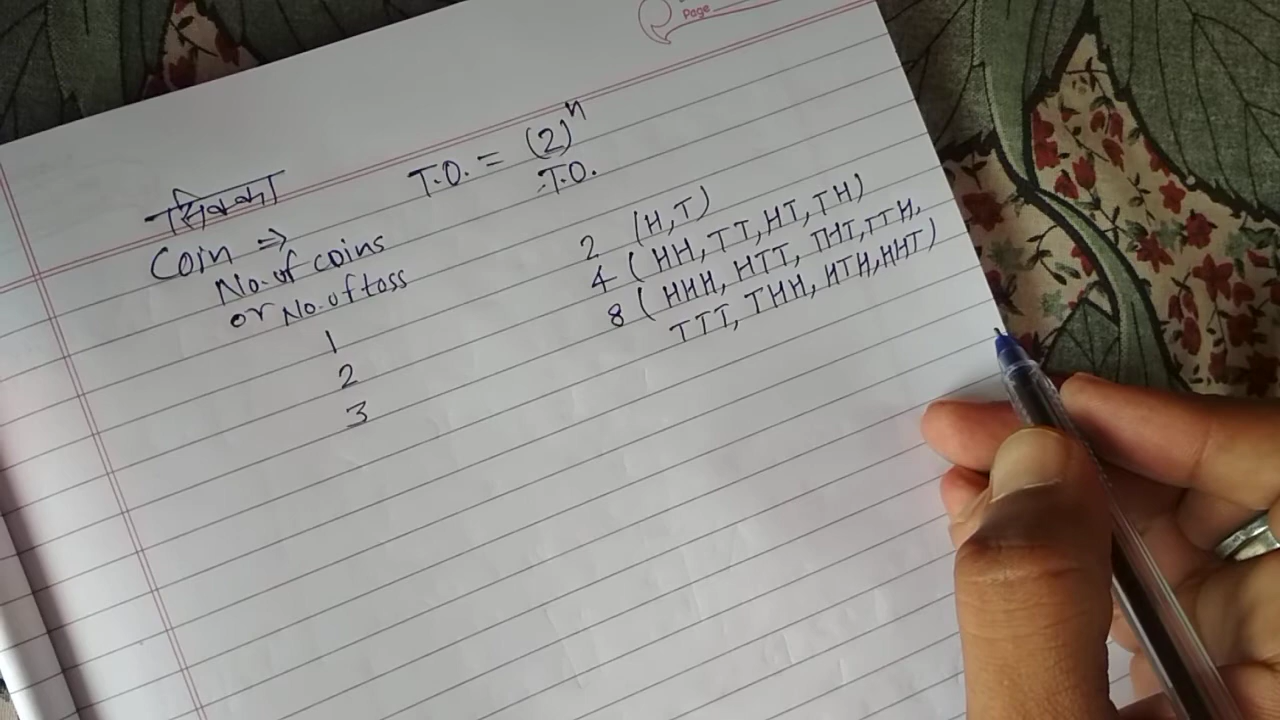 Page
T.O. = (2)ⁿ
सिक्का
Coin ⇒
No. of coins
or No. of toss
T.O.
1
2 (H,T)
2
4 (HH, TT, HT, TH)
3
8 (HHH, HTT, THT, TTH,
TTT, THH, HTH, HHT)